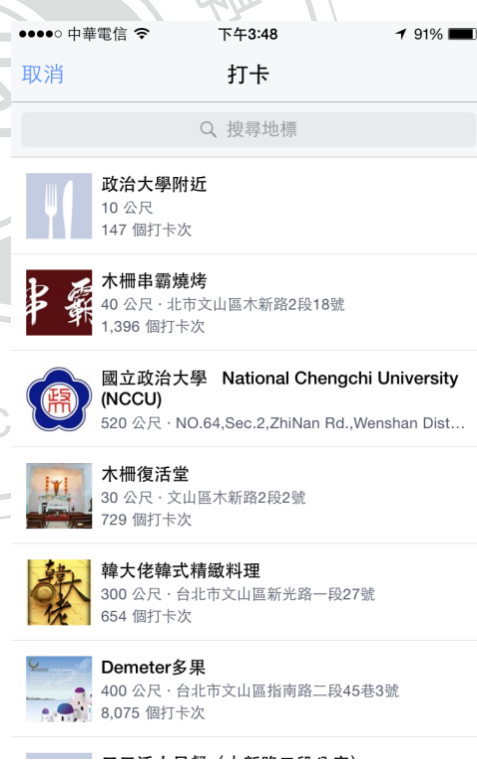 中華電信 下午3:48 91%
取消 打卡
搜尋地標
政治大學附近
10 公尺
147 個打卡次
木柵串霸燒烤
40 公尺 · 北市文山區木新路2段18號
1,396 個打卡次
國立政治大學 National Chengchi University
(NCCU)
520 公尺 · NO.64,Sec.2,ZhiNan Rd.,Wenshan Dist…
木柵復活堂
30 公尺 · 文山區木新路2段2號
729 個打卡次
韓大佬韓式精緻料理
300 公尺 · 台北市文山區新光路一段27號
654 個打卡次
Demeter多果
400 公尺 · 台北市文山區指南路二段45巷3號
8,075 個打卡次